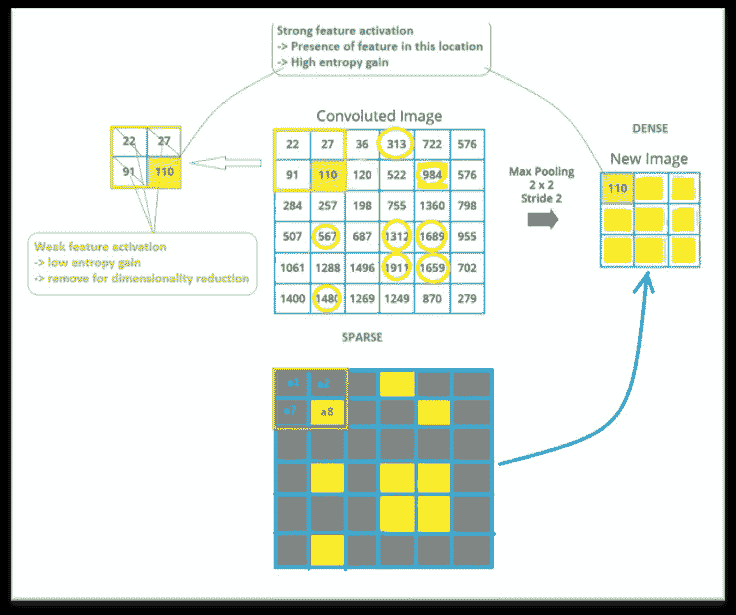 Strong feature activation
-> Presence of feature in this location
-> High entropy gain
Convoluted Image
DENSE
New Image
22 27
91 110
22 27 36 313 722 576
91 110 120 522 984 576
284 257 198 755 1360 798
507 567 687 1312 1689 955
1061 1288 1496 1911 1659 702
1400 1480 1269 1249 870 279
Max Pooling
2 x 2
Stride 2
110
Weak feature activation
-> low entropy gain
-> remove for dimensionality reduction
SPARSE
a1 a2
a7 a8